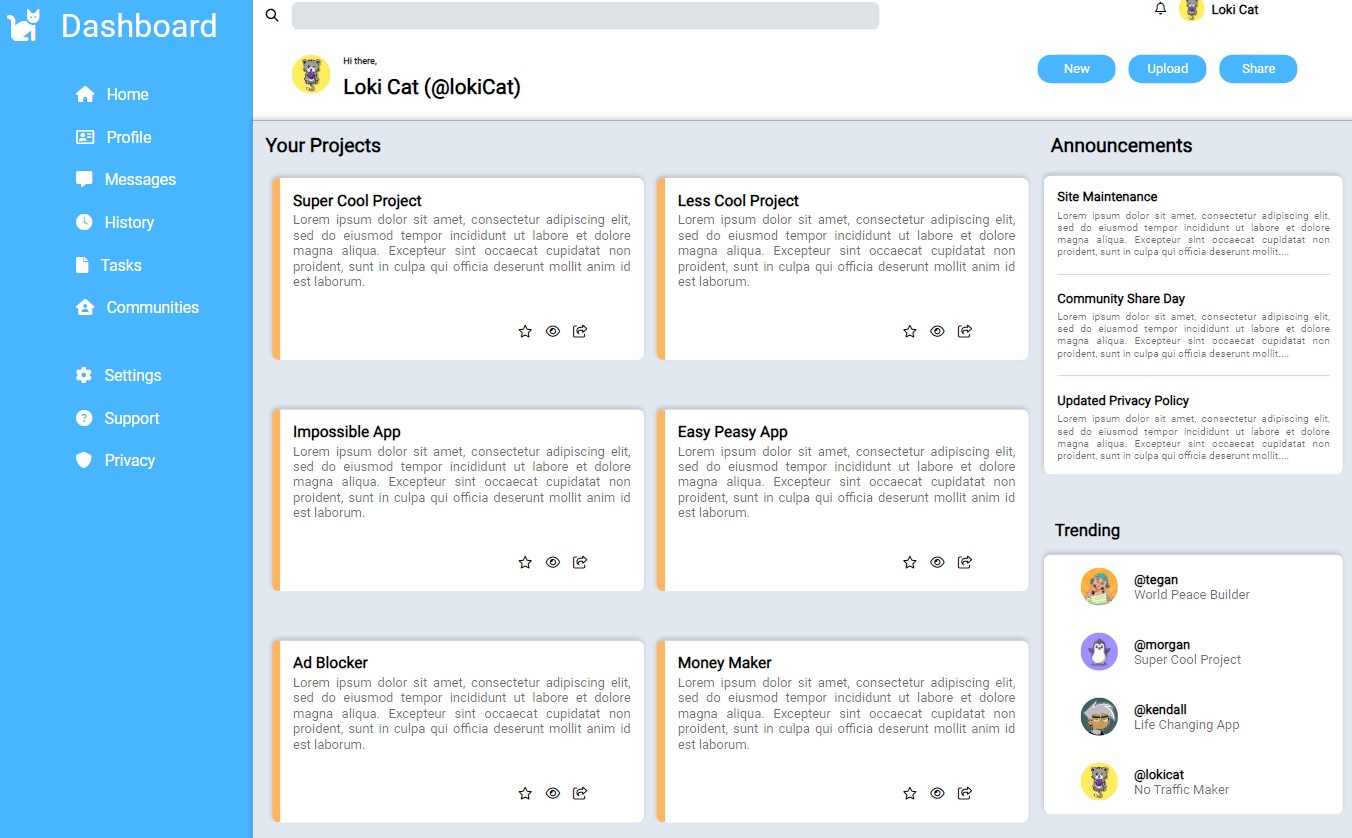 Dashboard
Home
Profile
Messages
History
Tasks
Communities
Settings
Support
Privacy
Loki Cat
Hi there,
Loki Cat (@lokiCat)
New
Upload
Share
Your Projects
Super Cool Project
Lorem ipsum dolor sit amet, consectetur adipiscing elit,
sed do eiusmod tempor incididunt ut labore et dolore
magna aliqua. Excepteur sint occaecat cupidatat non
proident, sunt in culpa qui officia deserunt mollit anim id
est laborum.
Less Cool Project
Lorem ipsum dolor sit amet, consectetur adipiscing elit,
sed do eiusmod tempor incididunt ut labore et dolore
magna aliqua. Excepteur sint occaecat cupidatat non
proident, sunt in culpa qui officia deserunt mollit anim id
est laborum.
Impossible App
Lorem ipsum dolor sit amet, consectetur adipiscing elit,
sed do eiusmod tempor incididunt ut labore et dolore
magna aliqua. Excepteur sint occaecat cupidatat non
proident, sunt in culpa qui officia deserunt mollit anim id
est laborum.
Easy Peasy App
Lorem ipsum dolor sit amet, consectetur adipiscing elit,
sed do eiusmod tempor incididunt ut labore et dolore
magna aliqua. Excepteur sint occaecat cupidatat non
proident, sunt in culpa qui officia deserunt mollit anim id
est laborum.
Ad Blocker
Lorem ipsum dolor sit amet, consectetur adipiscing elit,
sed do eiusmod tempor incididunt ut labore et dolore
magna aliqua. Excepteur sint occaecat cupidatat non
proident, sunt in culpa qui officia deserunt mollit anim id
est laborum.
Money Maker
Lorem ipsum dolor sit amet, consectetur adipiscing elit,
sed do eiusmod tempor incididunt ut labore et dolore
magna aliqua. Excepteur sint occaecat cupidatat non
proident, sunt in culpa qui officia deserunt mollit anim id
est laborum.
Announcements
Site Maintenance
Lorem ipsum dolor sit amet, consectetur adipiscing elit,
sed do eiusmod tempor incididunt ut labore et dolore
magna aliqua. Excepteur sint occaecat cupidatat non
proident, sunt in culpa qui officia deserunt mollit....
Community Share Day
Lorem ipsum dolor sit amet, consectetur adipiscing elit,
sed do eiusmod tempor incididunt ut labore et dolore
magna aliqua. Excepteur sint occaecat cupidatat non
proident, sunt in culpa qui officia deserunt mollit....
Updated Privacy Policy
Lorem ipsum dolor sit amet, consectetur adipiscing elit,
sed do eiusmod tempor incididunt ut labore et dolore
magna aliqua. Excepteur sint occaecat cupidatat non
proident, sunt in culpa qui officia deserunt mollit....
Trending
@tegan
World Peace Builder
@morgan
Super Cool Project
@kendall
Life Changing App
@lokicat
No Traffic Maker